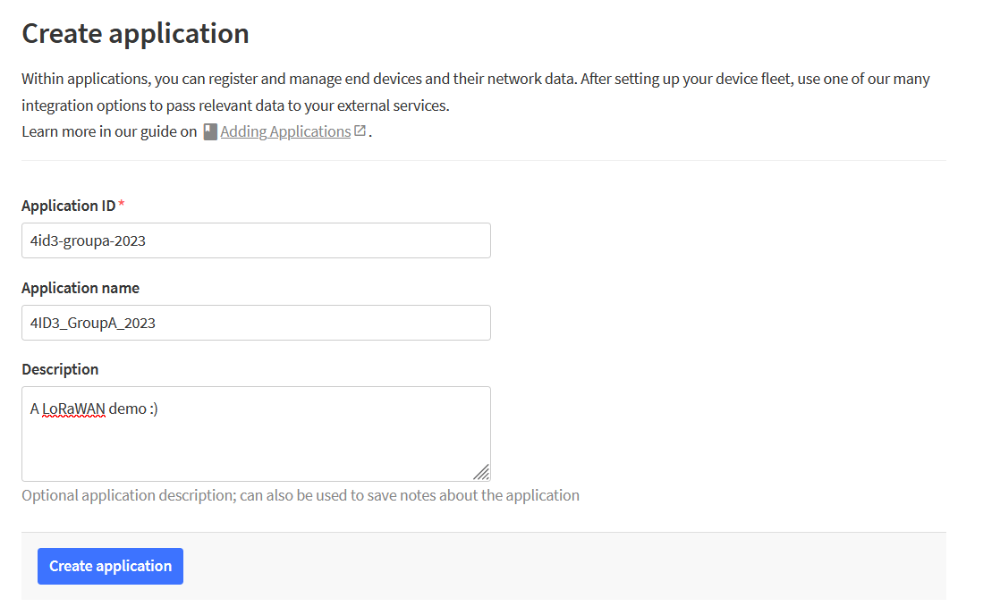 Create application
Within applications, you can register and manage end devices and their network data. After setting up your device fleet, use one of our many
integration options to pass relevant data to your external services.
Learn more in our guide on Adding Applications.
Application ID*
4id3-groupa-2023
Application name
4ID3_GroupA_2023
Description
A LoRaWAN demo :)
Optional application description; can also be used to save notes about the application
Create application